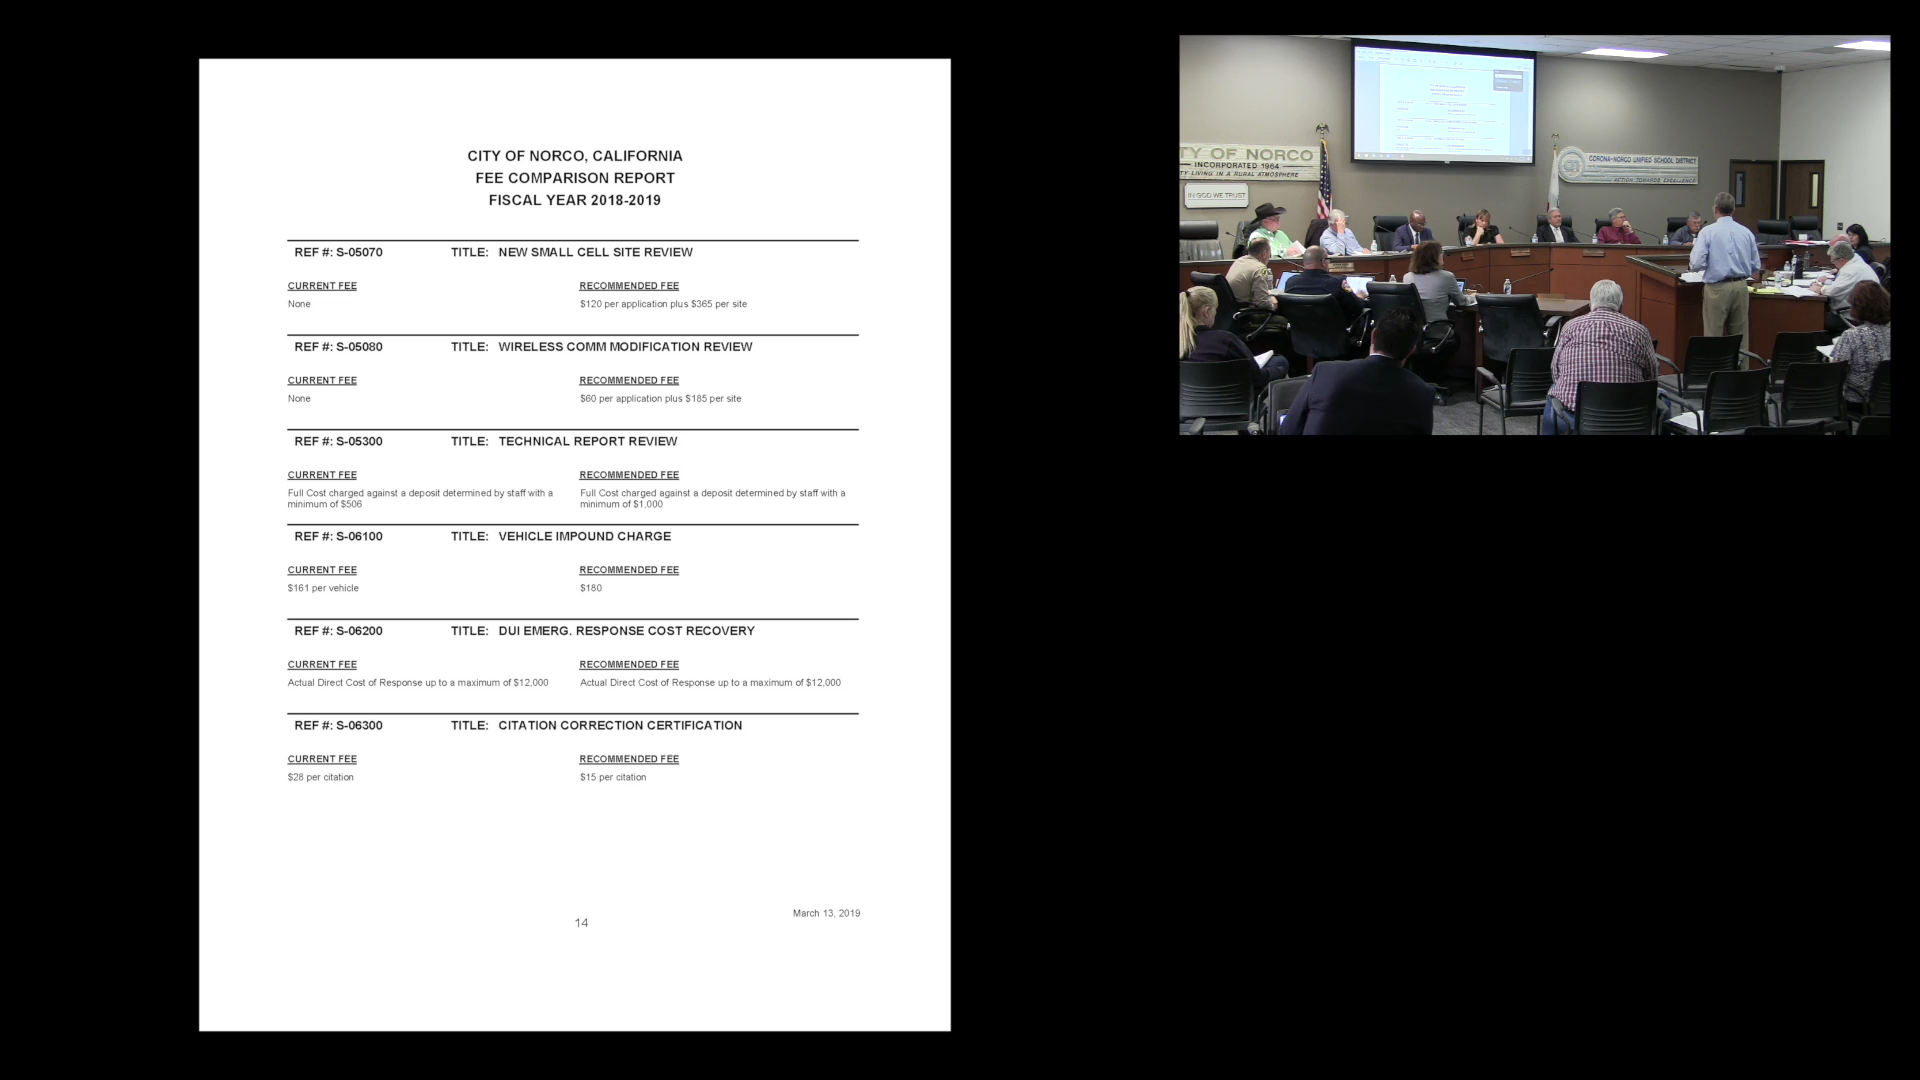 CITY OF NORCO, CALIFORNIA
FEE COMPARISON REPORT
FISCAL YEAR 2018-2019
REF #: S-05070 TITLE: NEW SMALL CELL SITE REVIEW
CURRENT FEE RECOMMENDED FEE
None $120 per application plus $365 per site
REF #: S-05080 TITLE: WIRELESS COMM MODIFICATION REVIEW
CURRENT FEE RECOMMENDED FEE
None $60 per application plus $185 per site
REF #: S-05300 TITLE: TECHNICAL REPORT REVIEW
CURRENT FEE RECOMMENDED FEE
Full Cost charged against a deposit determined by staff with a Full Cost charged against a deposit determined by staff with a
minimum of $506 minimum of $1,000
REF #: S-06100 TITLE: VEHICLE IMPOUND CHARGE
CURRENT FEE RECOMMENDED FEE
$161 per vehicle $180
REF #: S-06200 TITLE: DUI EMERG. RESPONSE COST RECOVERY
CURRENT FEE RECOMMENDED FEE
Actual Direct Cost of Response up to a maximum of $12,000 Actual Direct Cost of Response up to a maximum of $12,000
REF #: S-06300 TITLE: CITATION CORRECTION CERTIFICATION
CURRENT FEE RECOMMENDED FEE
$28 per citation $15 per citation
March 13, 2019
14
TY OF NORCO
INCORPORATED 1964
TY LIVING IN A RURAL ATMOSPHERE
IN GOD WE TRUST
CORONA-NORCO UNIFIED SCHOOL DISTRICT
ACTION TOWARDS EXCELLENCE